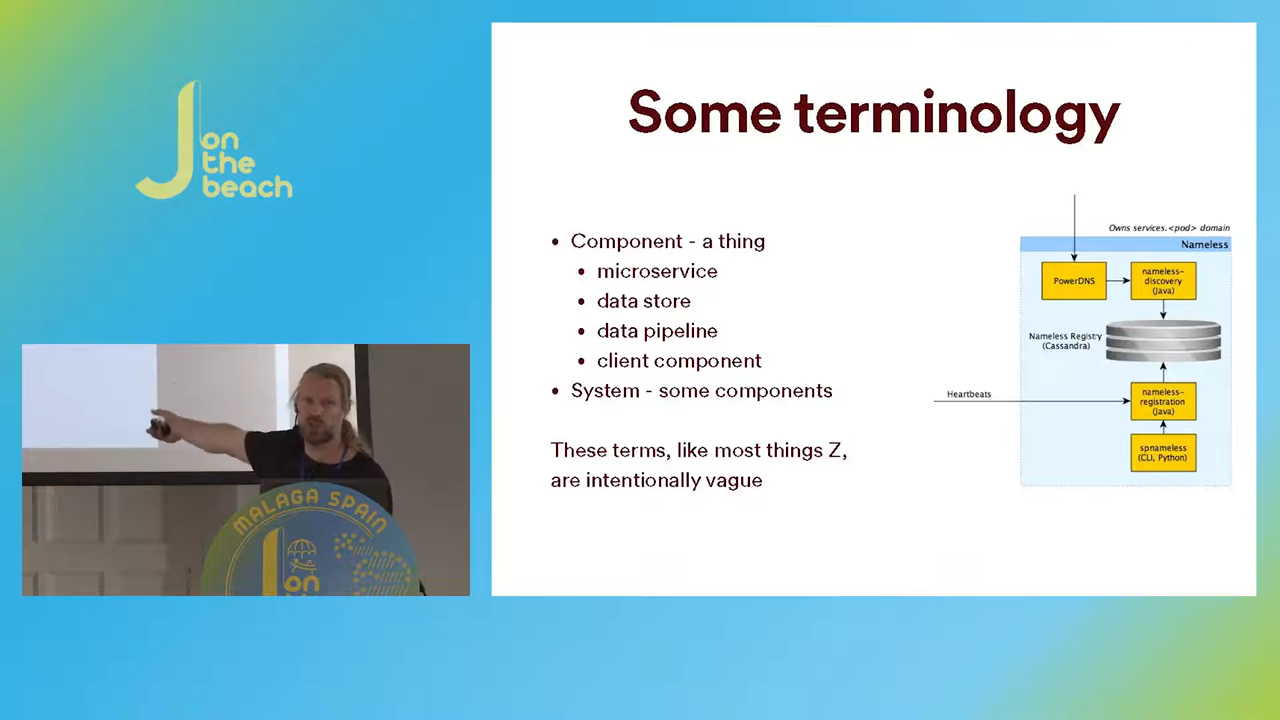 J on
the
beach
Some terminology
• Component - a thing
• microservice
• data store
• data pipeline
• client component
• System - some components
These terms, like most things Z,
are intentionally vague
Owns services.<pod> domain
Nameless
PowerDNS
nameless-
discovery
(Java)
Nameless Registry
(Cassandra)
Heartbeats
nameless-
registration
(Java)
spnameless
(CLI, Python)
MALAGA SPAIN
J on